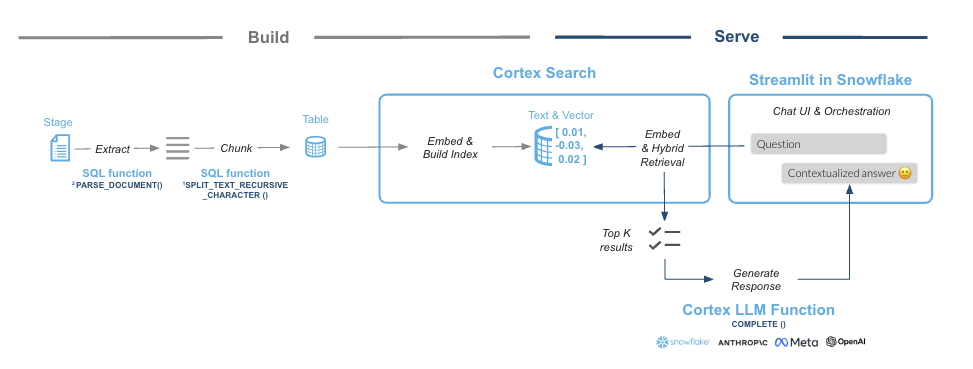 Build
Serve
Cortex Search
Streamlit in Snowflake
Stage
Extract
SQL function
²PARSE_DOCUMENT()
Chunk
SQL function
¹SPLIT_TEXT_RECURSIVE
_CHARACTER ()
Table
Embed &
Build Index
Text & Vector
[ 0.01,
-0.03,
0.02 ]
Embed
& Hybrid
Retrieval
Chat UI & Orchestration
Question
Contextualized answer 🙂
Top K
results
Generate
Response
Cortex LLM Function
COMPLETE ()
snowflake
ANTHROP\C
Meta
OpenAI